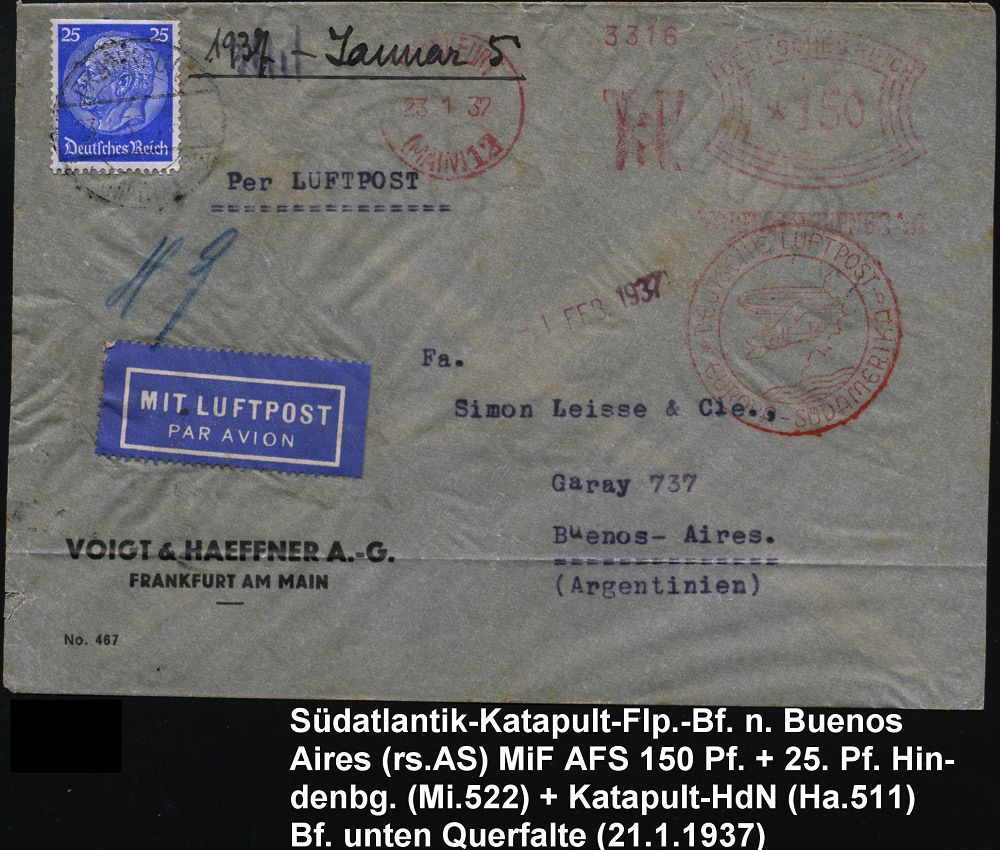 25 25
1937 - Januar 5
3316
DEUTSCHES REICH
* 150
23 1 37
(MAIN) 1
Deutsches Reich
Per LUFTPOST
DEUTSCHE LUFTPOST
EUROPA-SÜDAMERIKA
1 FEB. 1937
Fa.
MIT LUFTPOST
PAR AVION
Simon Leisse & Cie.,
Garay 737
Buenos- Aires.
(Argentinien)
VOIGT & HAEFFNER A.-G.
FRANKFURT AM MAIN
No. 467
Südatlantik-Katapult-Flp.-Bf. n. Buenos
Aires (rs.AS) MiF AFS 150 Pf. + 25. Pf. Hin-
denbg. (Mi.522) + Katapult-HdN (Ha.511)
Bf. unten Querfalte (21.1.1937)